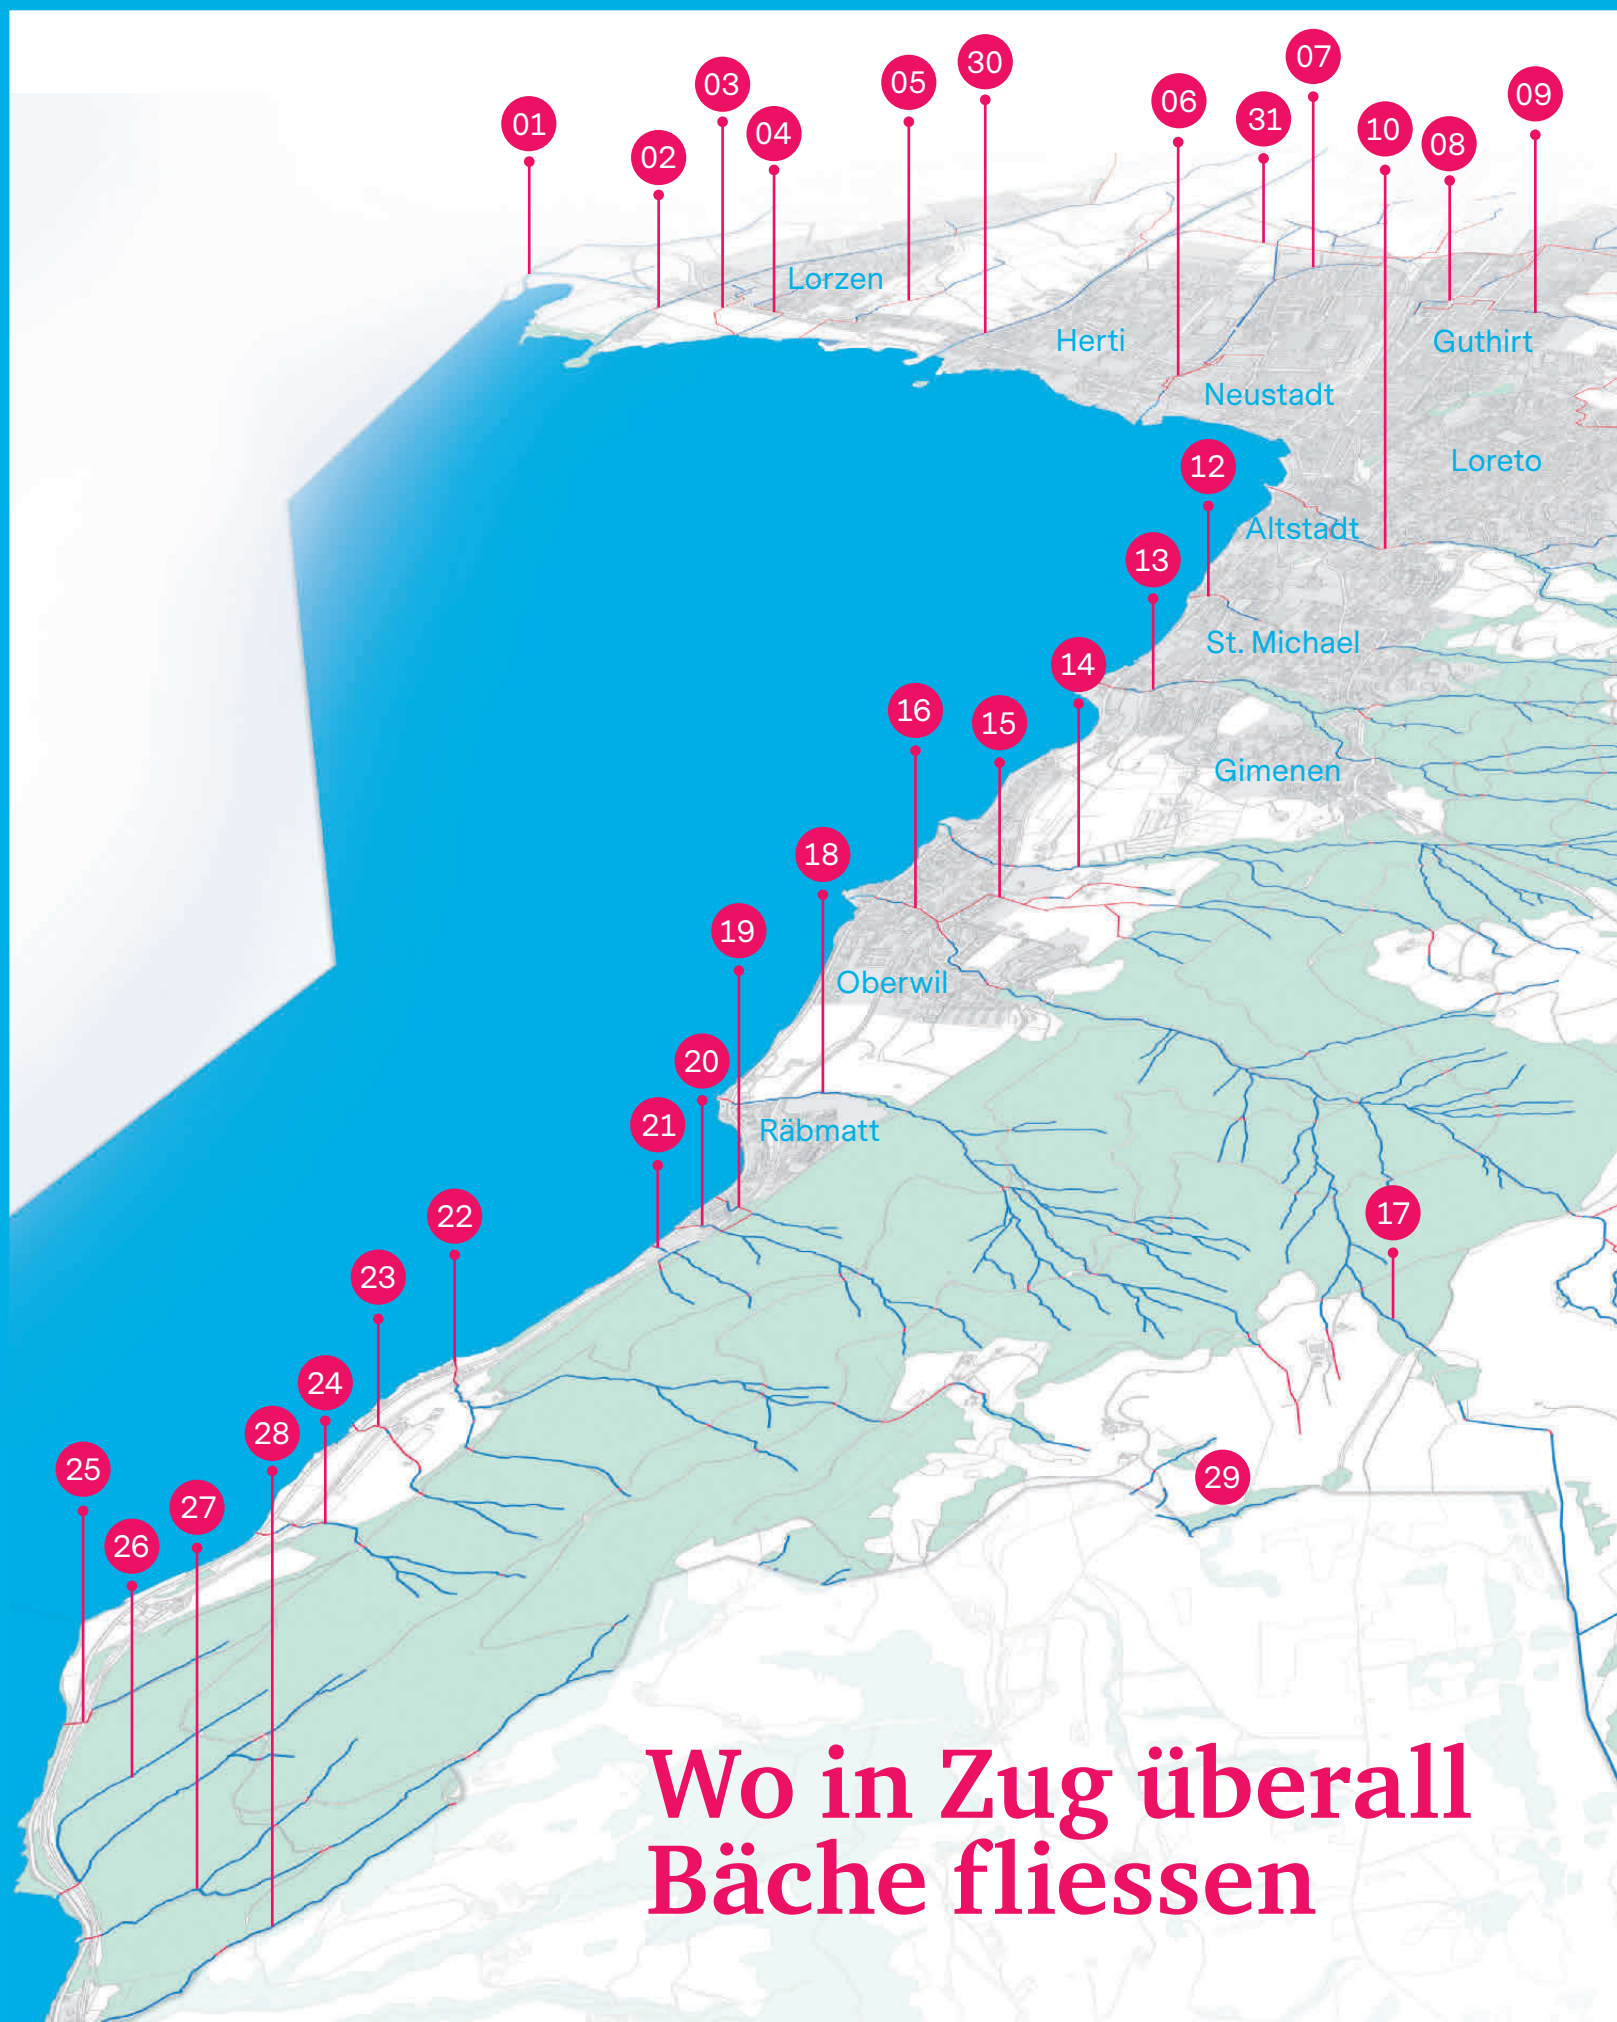 01
02
03
04
05
30
06
31
07
10
08
09
Lorzen
Herti
Guthirt
Neustadt
Loreto
12
Altstadt
13
St. Michael
14
16
15
Gimenen
18
19
Oberwil
20
21
Räbmatt
22
17
23
24
28
25
29
27
26
Wo in Zug überall
Bäche fliessen